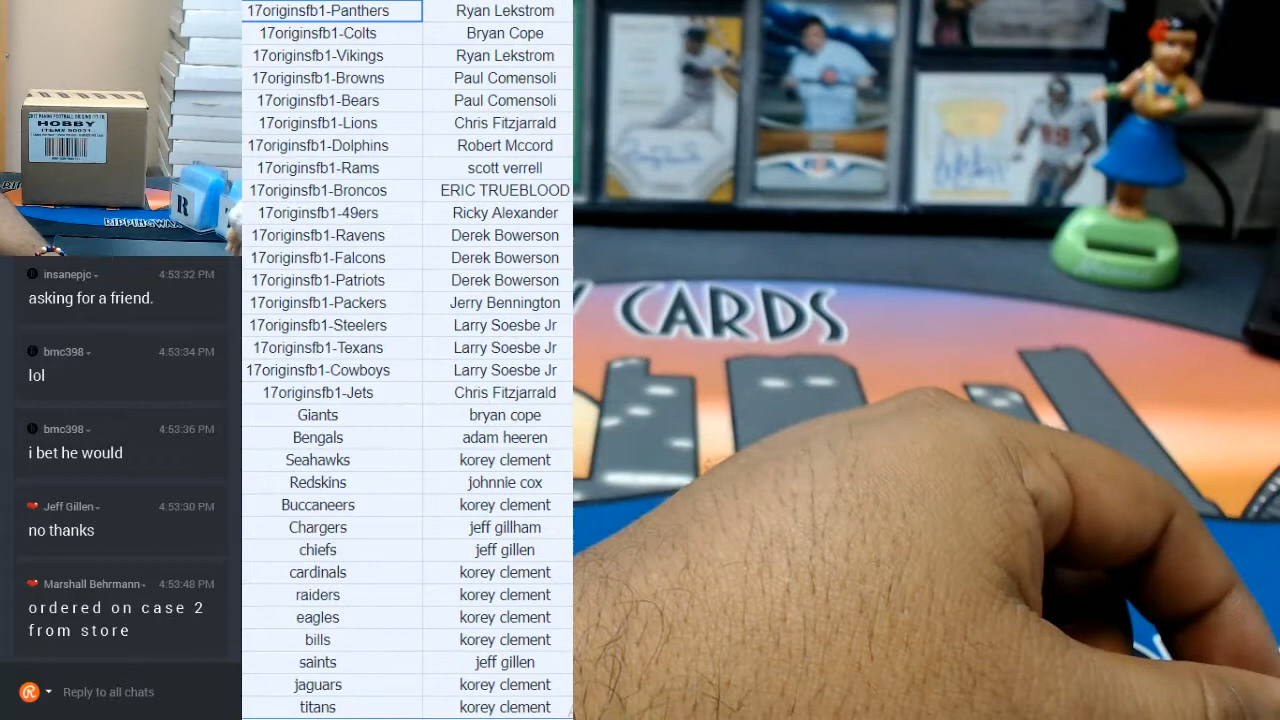 HOBBY
R
RIPPINGWAX
insanepjc
4:53:32 PM
asking for a friend.
bmc398
4:53:34 PM
lol
bmc398
4:53:36 PM
i bet he would
Jeff Gillen
4:53:30 PM
no thanks
Marshall Behrmann
4:53:48 PM
ordered on case 2
from store
Reply to all chats
17originsfb1-Panthers Ryan Lekstrom
17originsfb1-Colts Bryan Cope
17originsfb1-Vikings Ryan Lekstrom
17originsfb1-Browns Paul Comensoli
17originsfb1-Bears Paul Comensoli
17originsfb1-Lions Chris Fitzjarrald
17originsfb1-Dolphins Robert Mccord
17originsfb1-Rams scott verrell
17originsfb1-Broncos ERIC TRUEBLOOD
17originsfb1-49ers Ricky Alexander
17originsfb1-Ravens Derek Bowerson
17originsfb1-Falcons Derek Bowerson
17originsfb1-Patriots Derek Bowerson
17originsfb1-Packers Jerry Bennington
17originsfb1-Steelers Larry Soesbe Jr
17originsfb1-Texans Larry Soesbe Jr
17originsfb1-Cowboys Larry Soesbe Jr
17originsfb1-Jets Chris Fitzjarrald
Giants bryan cope
Bengals adam heeren
Seahawks korey clement
Redskins johnnie cox
Buccaneers korey clement
Chargers jeff gillham
chiefs jeff gillen
cardinals korey clement
raiders korey clement
eagles korey clement
bills korey clement
saints jeff gillen
jaguars korey clement
titans korey clement
CARDS